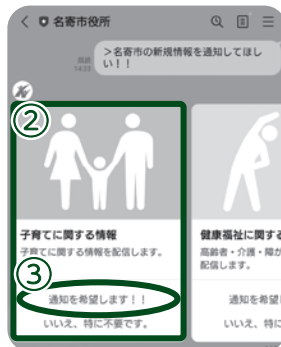 名寄市役所
>名寄市の新規情報を通知してほし
い！！
既読
14:33
②
子育てに関する情報
子育てに関する情報を配信します。
③
通知を希望します！！
いいえ、特に不要です。
健康福祉に関する
高齢者・介護・障が
配信します。
通知を希望
いいえ、特に